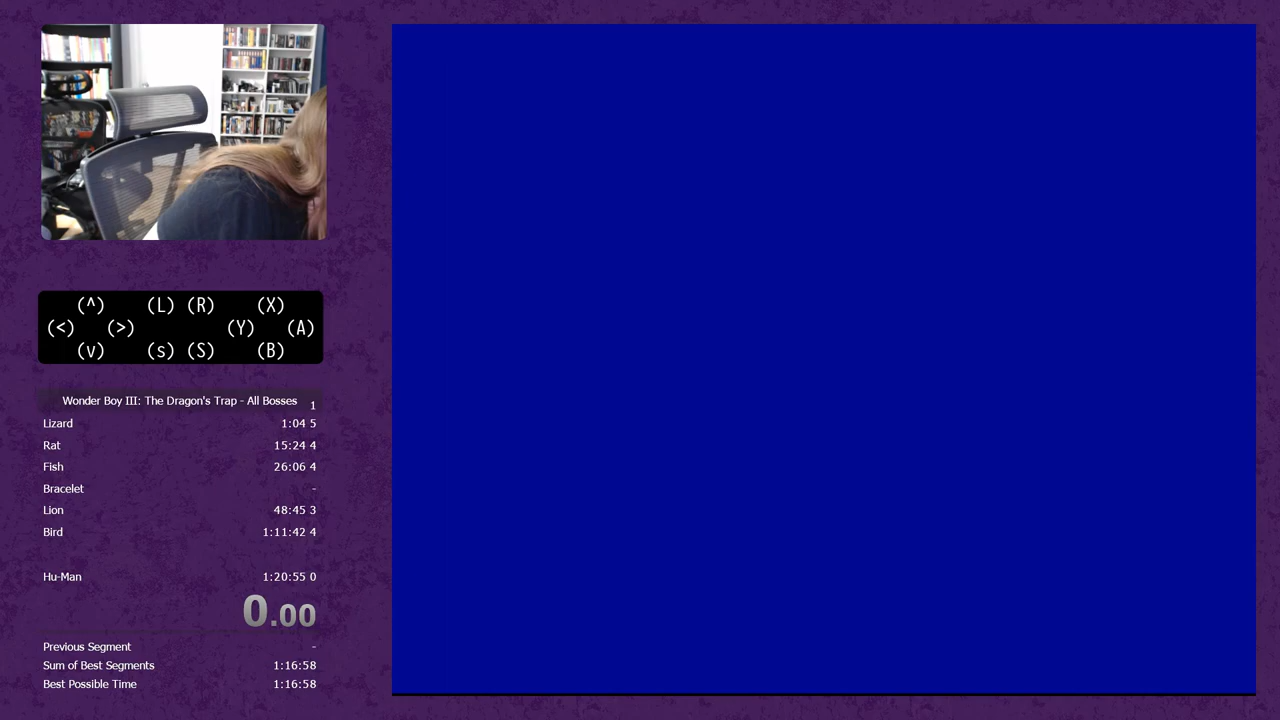 (^) (L) (R) (X)
(<) (>) (Y) (A)
(v) (s) (S) (B)
Wonder Boy III: The Dragon's Trap - All Bosses 1
Lizard 1:04 5
Rat 15:24 4
Fish 26:06 4
Bracelet -
Lion 48:45 3
Bird 1:11:42 4
Hu-Man 1:20:55 0
0.00
Previous Segment -
Sum of Best Segments 1:16:58
Best Possible Time 1:16:58